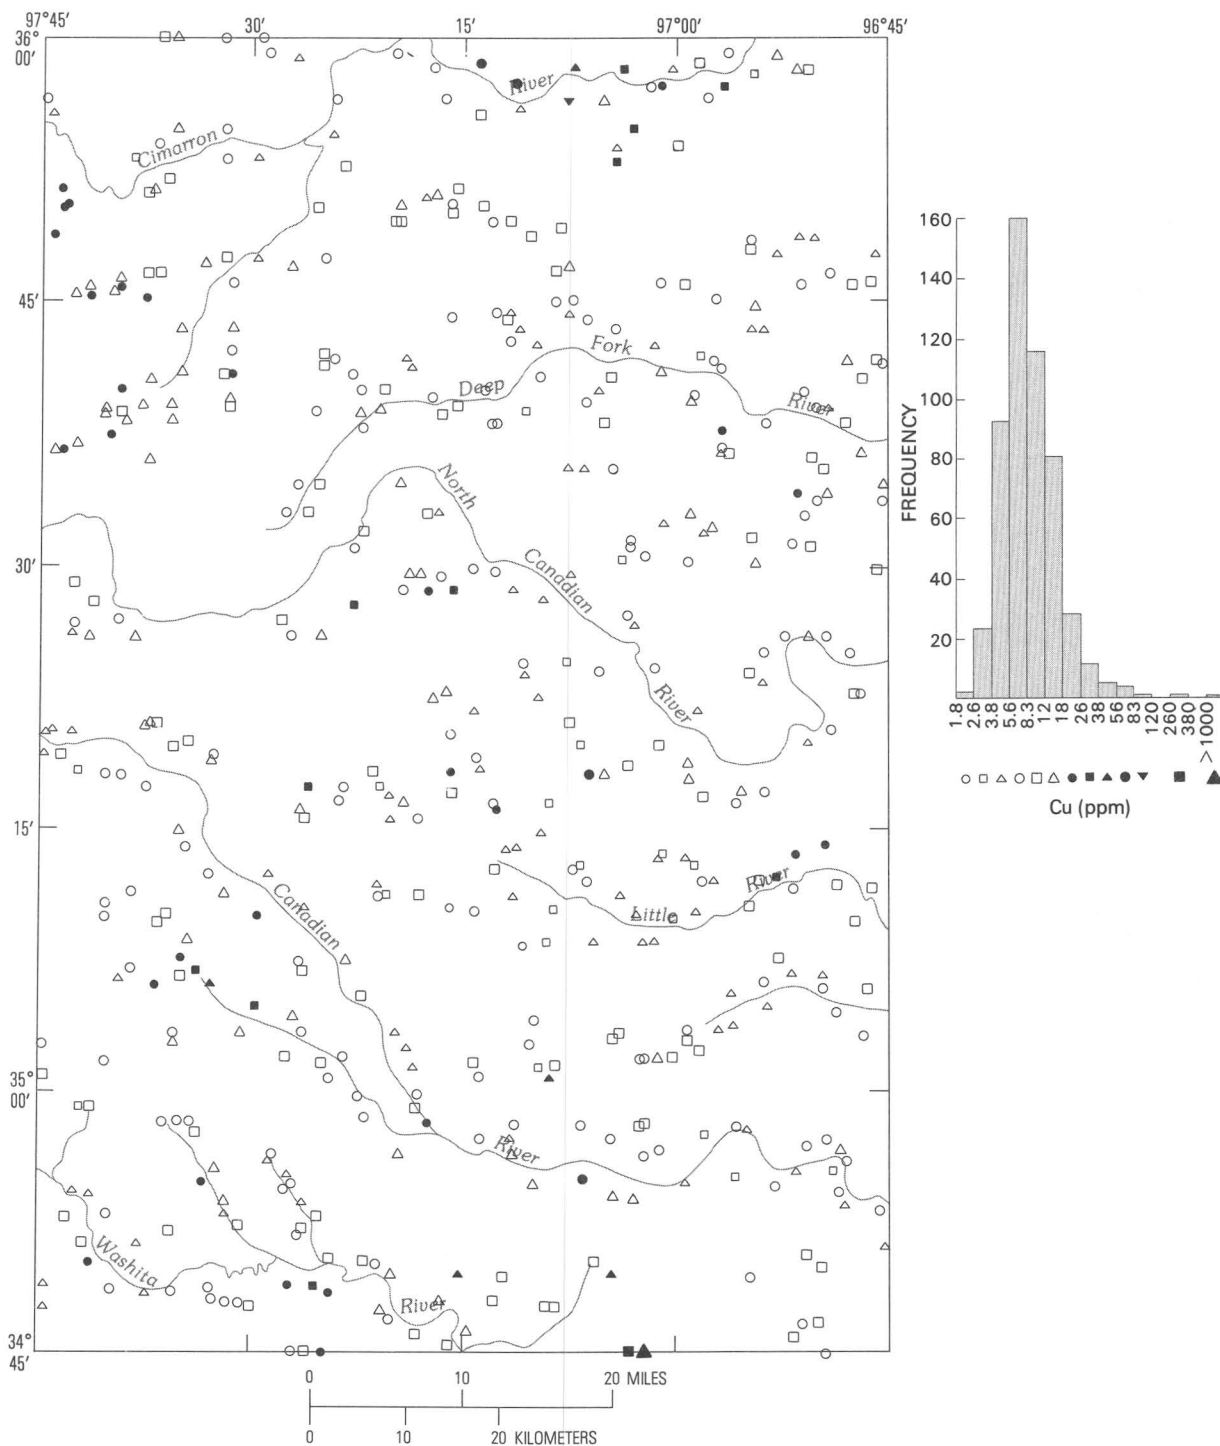 97°45′ 30′ 15′ 97°00′ 96°45′
36°
00′
River
Cimarron
160
140
45′
120
Fork
Deep
River
100
North
FREQUENCY
80
60
30′
Canadian
40
20
River
1.8 2.6 3.8 5.6 8.3 12 18 26 38 56 83 120 260 380 >1000
Cu (ppm)
15′
River
Canadian
Little
35°
00′
River
Washita
River
34°
45′
0 10 20 MILES
0 10 20 KILOMETERS